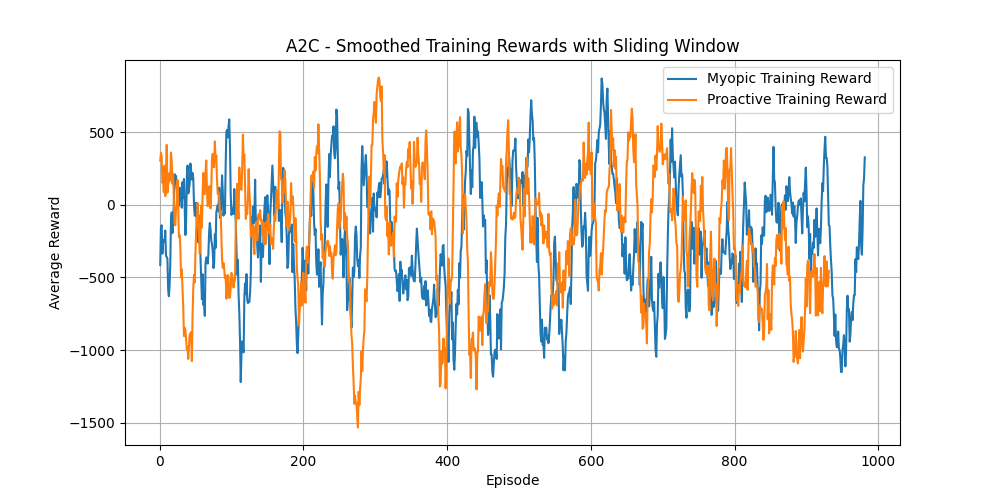 A2C - Smoothed Training Rewards with Sliding Window
Myopic Training Reward
Proactive Training Reward
Average Reward
500
0
−500
−1000
−1500
0 200 400 600 800 1000
Episode